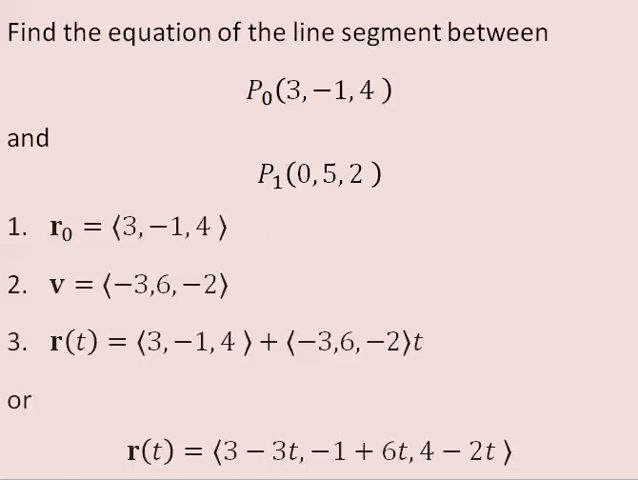 Find the equation of the line segment between
P₀(3, −1, 4 )
and
P₁(0, 5, 2 )
1. r₀ = ⟨3, −1, 4 ⟩
2. v = ⟨−3,6, −2⟩
3. r(t) = ⟨3, −1, 4 ⟩ + ⟨−3,6, −2⟩t
or
r(t) = ⟨3 − 3t, −1 + 6t, 4 − 2t ⟩